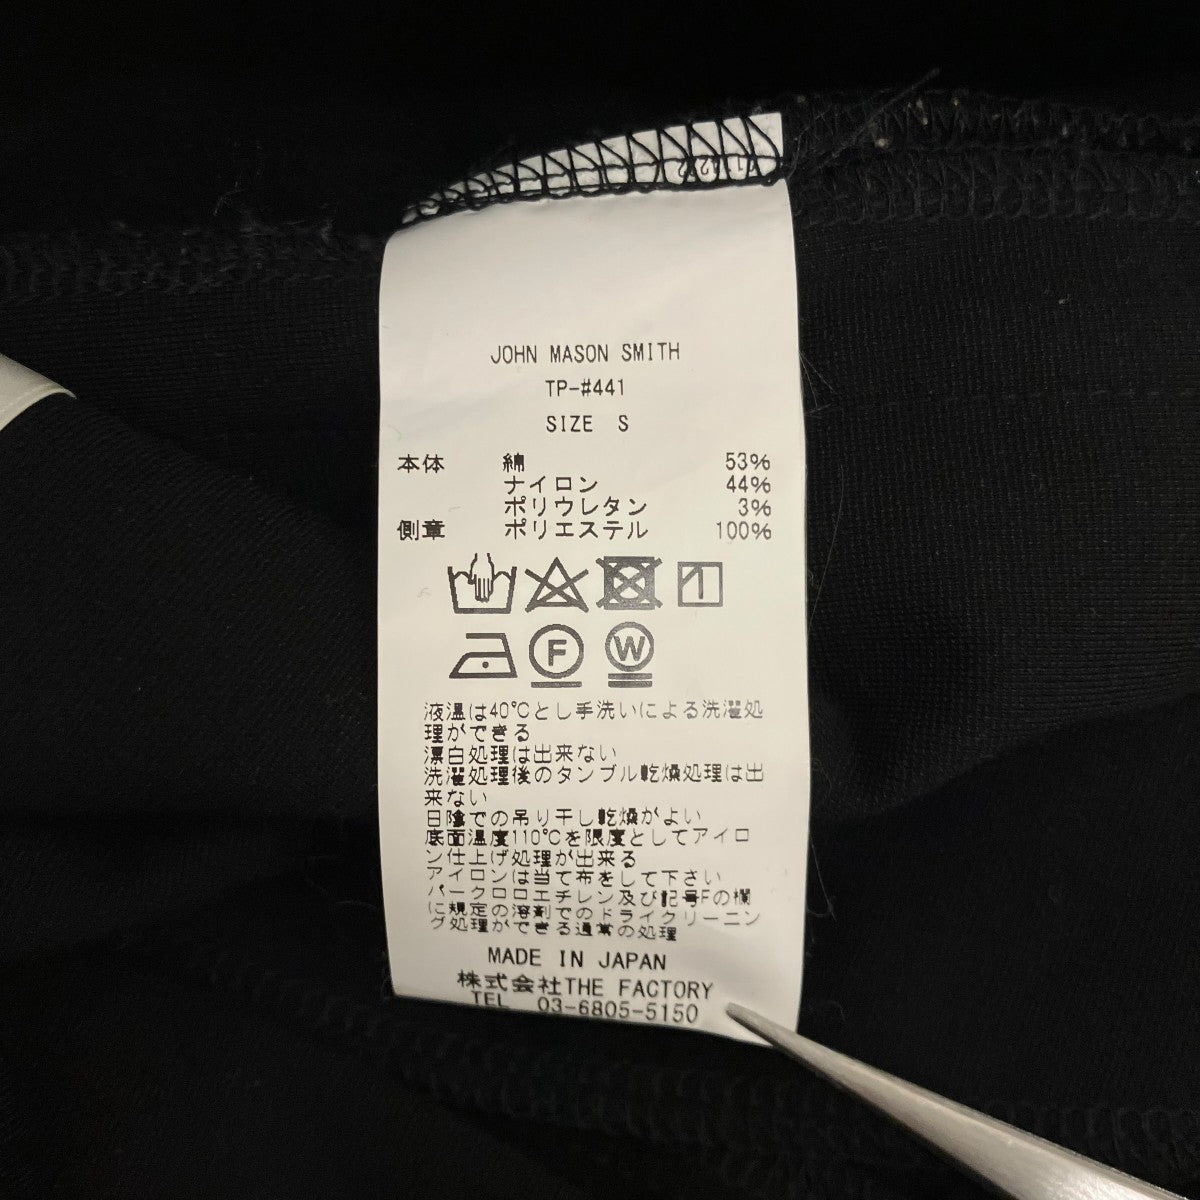 JOHN MASON SMITH
TP-#441
SIZE S
本体 綿 53%
ナイロン 44%
ポリウレタン 3%
側章 ポリエステル 100%
F W
液温は40℃とし手洗いによる洗濯処
理ができる
漂白処理は出来ない
洗濯処理後のタンブル乾燥処理は出
来ない
日陰での吊り干し乾燥がよい
底面温度110℃を限度としてアイロ
ン仕上げ処理が出来る
アイロンは当て布をして下さい
パークロロエチレン及び記号Fの欄
に規定の溶剤でのドライクリーニン
グ処理ができる通常の処理
MADE IN JAPAN
株式会社THE FACTORY
TEL 03-6805-5150